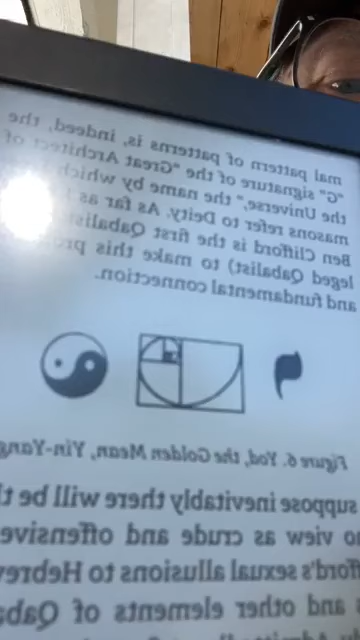 mal pattern of patterns is, indeed, the
"G" signature of the "Great Architect of
the Universe," the name by which
masons refer to Deity. As far as I
Ben Clifford is the first Qabalist
leged Qabalist) to make this
and fundamental connection.
Figure 6. Yod, the Golden Mean, Yin-Yang
suppose inevitably there will be t
o view as crude and offensive
fford's sexual allusions to Hebrew
and other elements of Qaba